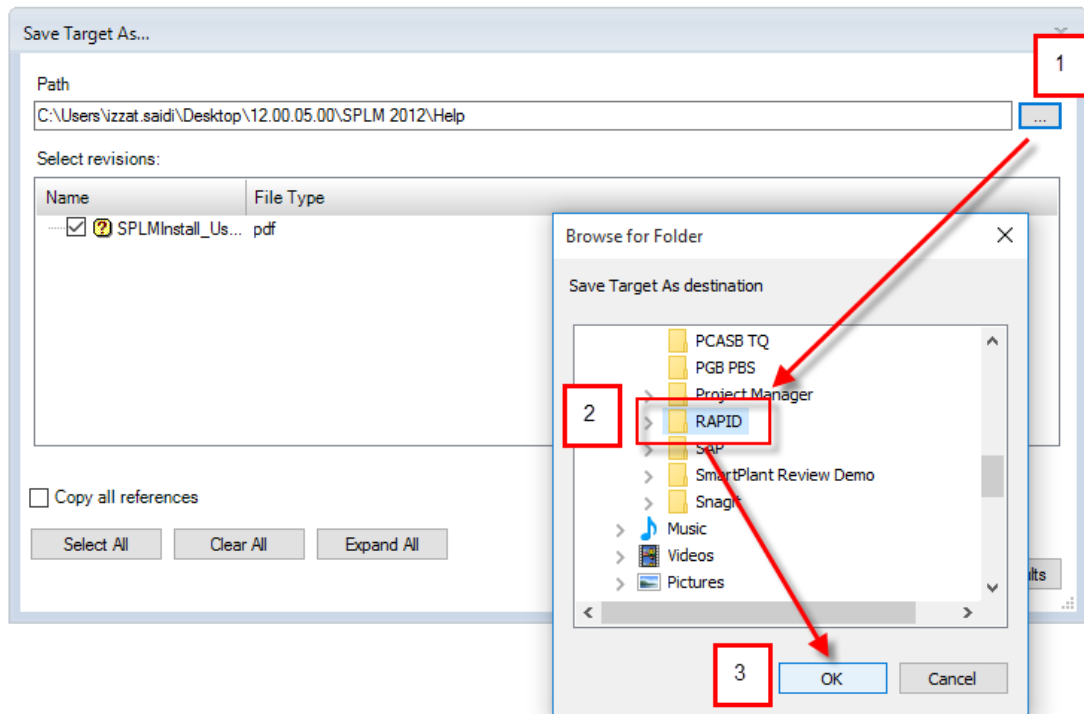 Save Target As...
1
Path
C:\Users\izzat.saidi\Desktop\12.00.05.00\SPLM 2012\Help
...
Select revisions:
Name File Type
SPLMInstall_Us... pdf
Browse for Folder
Save Target As destination
PCASB TQ
PGB PBS
Project Manager
2
RAPID
SAP
SmartPlant Review Demo
Snagit
Music
Videos
Pictures
Copy all references
Select All Clear All Expand All
3
OK Cancel